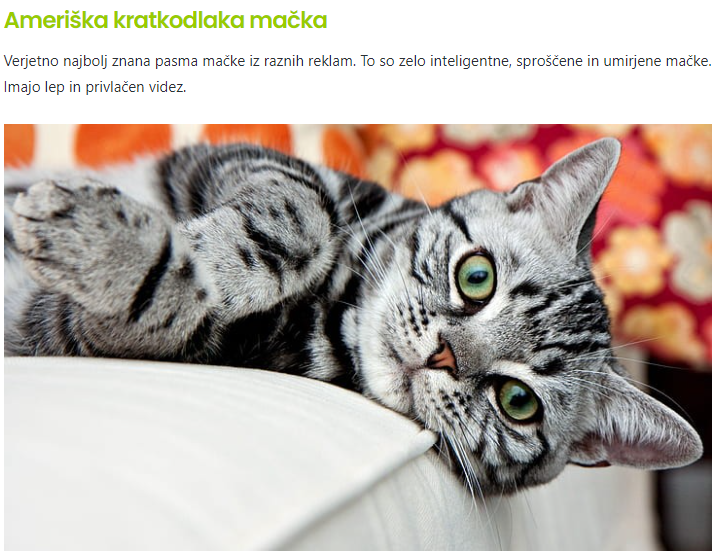 Ameriška kratkodlaka mačka
Verjetno najbolj znana pasma mačke iz raznih reklam. To so zelo inteligentne, sproščene in umirjene mačke.
Imajo lep in privlačen videz.